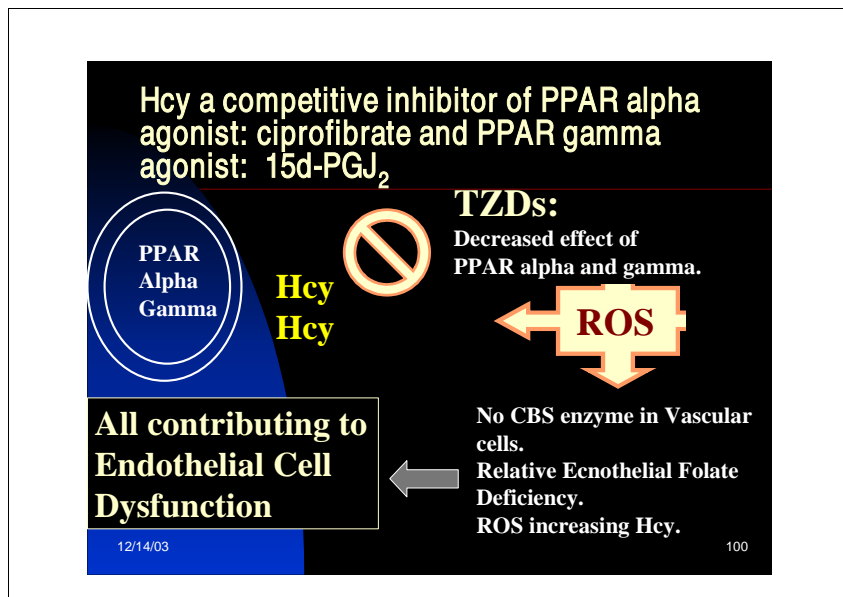 Hcy a competitive inhibitor of PPAR alpha
agonist: ciprofibrate and PPAR gamma
agonist: 15d-PGJ2
TZDs:
Decreased effect of
PPAR alpha and gamma.
PPAR
Alpha
Gamma
Hcy
Hcy
ROS
All contributing to
Endothelial Cell
Dysfunction
No CBS enzyme in Vascular
cells.
Relative Ecnothelial Folate
Deficiency.
ROS increasing Hcy.
12/14/03
100